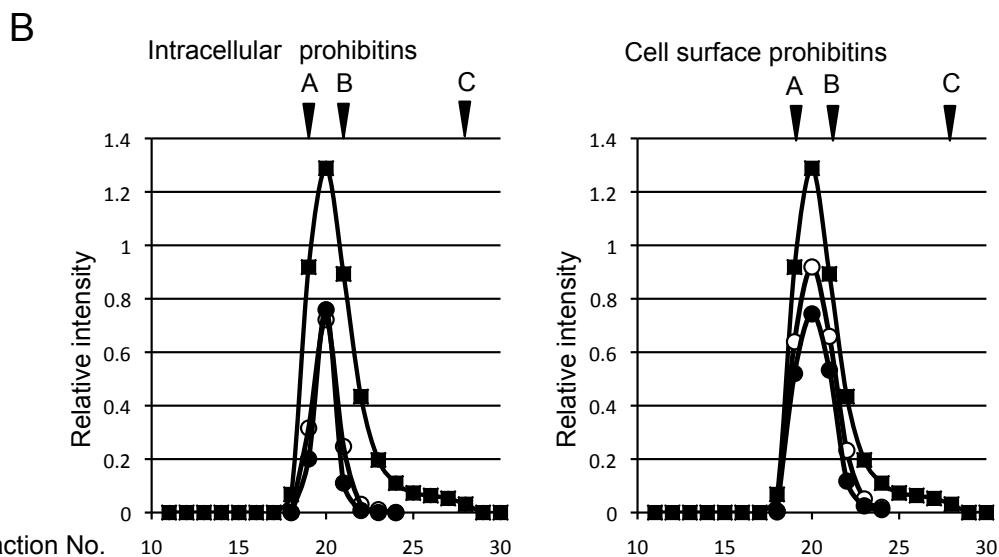 B
Intracellular prohibitins
A B C
1.4
1.2
1
0.8
0.6
0.4
0.2
0
Relative intensity
10 15 20 25 30
Cell surface prohibitins
A B C
1.4
1.2
1
0.8
0.6
0.4
0.2
0
Relative intensity
10 15 20 25 30
action No.